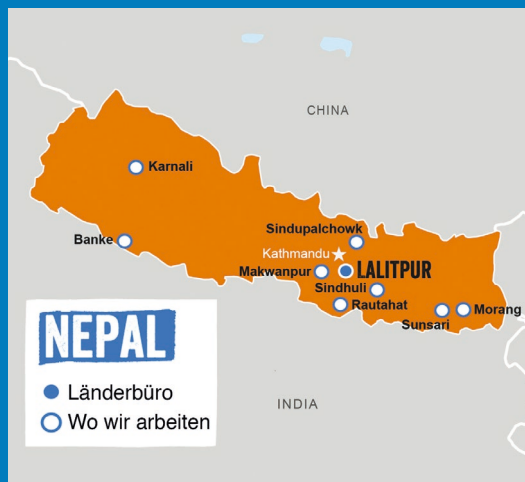 CHINA
Karnali
Sindupalchowk
Banke
Kathmandu
Makwanpur
LALITPUR
Sindhuli
Rautahat
Morang
Sunsari
NEPAL
Länderbüro
Wo wir arbeiten
INDIA